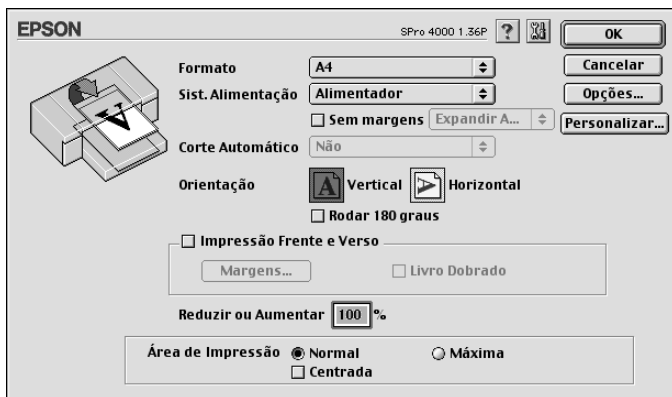 EPSON SPro 4000 1.36P ? OK
Formato A4 Cancelar
Sist. Alimentação Alimentador Opções...
Sem margens Expandir A... Personalizar...
Corte Automático Não
Orientação A Vertical A Horizontal
Rodar 180 graus
Impressão Frente e Verso
Margens... Livro Dobrado
Reduzir ou Aumentar 100 %
Área de Impressão Normal Máxima
Centrada